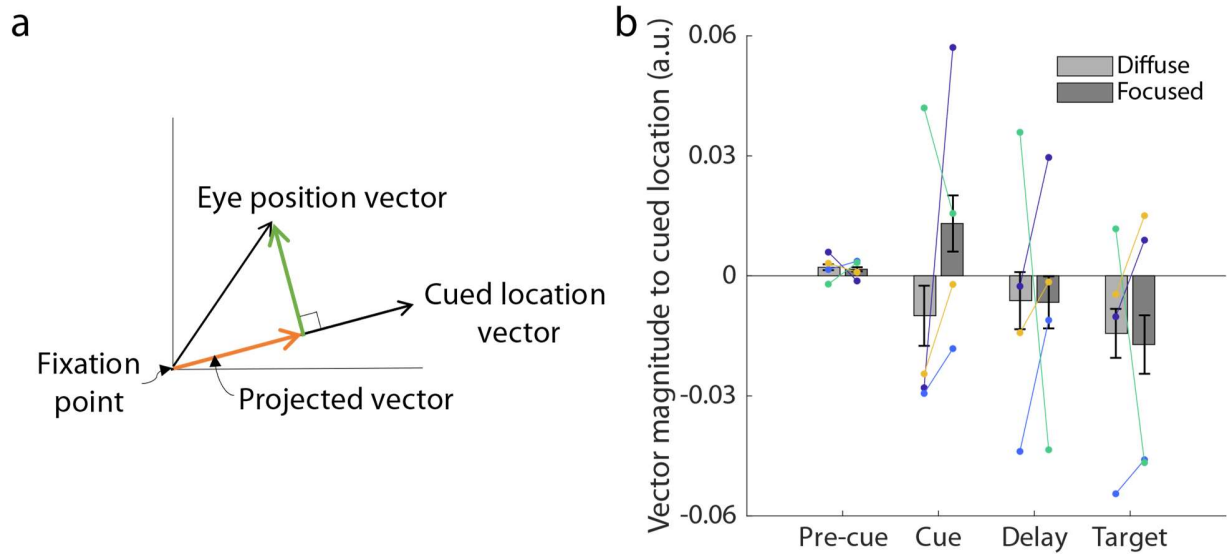 a
Eye position vector
Cued location
vector
Fixation
point
Projected vector
b
Vector magnitude to cued location (a.u.)
0.06
0.03
0
-0.03
-0.06
Diffuse
Focused
Pre-cue
Cue
Delay
Target